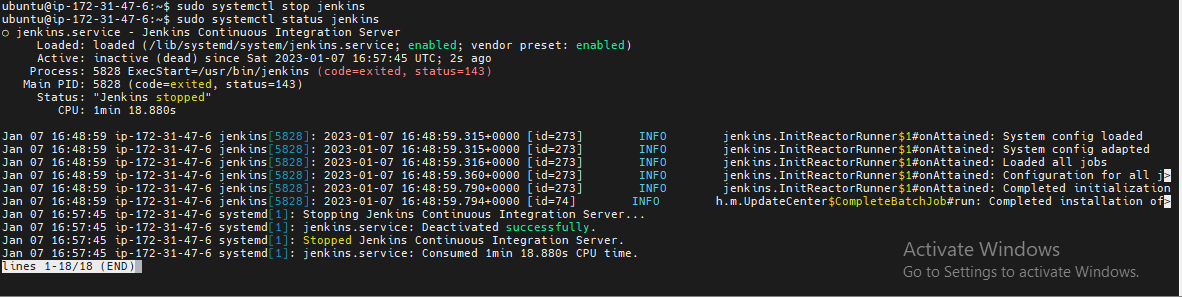 ubuntu@ip-172-31-47-6:~$ sudo systemctl stop jenkins
ubuntu@ip-172-31-47-6:~$ sudo systemctl status jenkins
○ jenkins.service - Jenkins Continuous Integration Server
     Loaded: loaded (/lib/systemd/system/jenkins.service; enabled; vendor preset: enabled)
     Active: inactive (dead) since Sat 2023-01-07 16:57:45 UTC; 2s ago
    Process: 5828 ExecStart=/usr/bin/jenkins (code=exited, status=143)
   Main PID: 5828 (code=exited, status=143)
     Status: "Jenkins stopped"
        CPU: 1min 18.880s
Jan 07 16:48:59 ip-172-31-47-6 jenkins[5828]: 2023-01-07 16:48:59.315+0000 [id=273]        INFO        jenkins.InitReactorRunner$1#onAttained: System config loaded
Jan 07 16:48:59 ip-172-31-47-6 jenkins[5828]: 2023-01-07 16:48:59.315+0000 [id=273]        INFO        jenkins.InitReactorRunner$1#onAttained: System config adapted
Jan 07 16:48:59 ip-172-31-47-6 jenkins[5828]: 2023-01-07 16:48:59.316+0000 [id=273]        INFO        jenkins.InitReactorRunner$1#onAttained: Loaded all jobs
Jan 07 16:48:59 ip-172-31-47-6 jenkins[5828]: 2023-01-07 16:48:59.360+0000 [id=273]        INFO        jenkins.InitReactorRunner$1#onAttained: Configuration for all j>
Jan 07 16:48:59 ip-172-31-47-6 jenkins[5828]: 2023-01-07 16:48:59.790+0000 [id=273]        INFO        jenkins.InitReactorRunner$1#onAttained: Completed initialization
Jan 07 16:48:59 ip-172-31-47-6 jenkins[5828]: 2023-01-07 16:48:59.794+0000 [id=74]        INFO        h.m.UpdateCenter$CompleteBatchJob#run: Completed installation of>
Jan 07 16:57:45 ip-172-31-47-6 systemd[1]: Stopping Jenkins Continuous Integration Server...
Jan 07 16:57:45 ip-172-31-47-6 systemd[1]: jenkins.service: Deactivated successfully.
Jan 07 16:57:45 ip-172-31-47-6 systemd[1]: Stopped Jenkins Continuous Integration Server.
Jan 07 16:57:45 ip-172-31-47-6 systemd[1]: jenkins.service: Consumed 1min 18.880s CPU time.
lines 1-18/18 (END)
Activate Windows
Go to Settings to activate Windows.